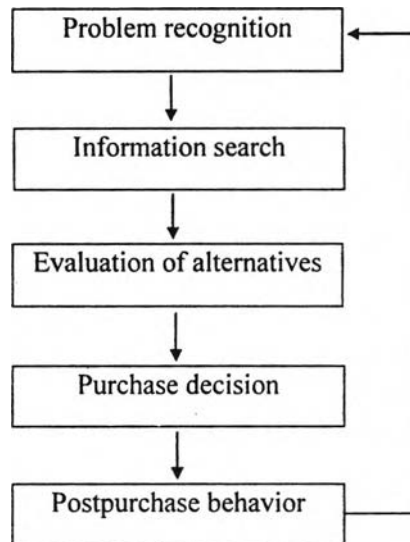 Problem recognition
Information search
Evaluation of alternatives
Purchase decision
Postpurchase behavior